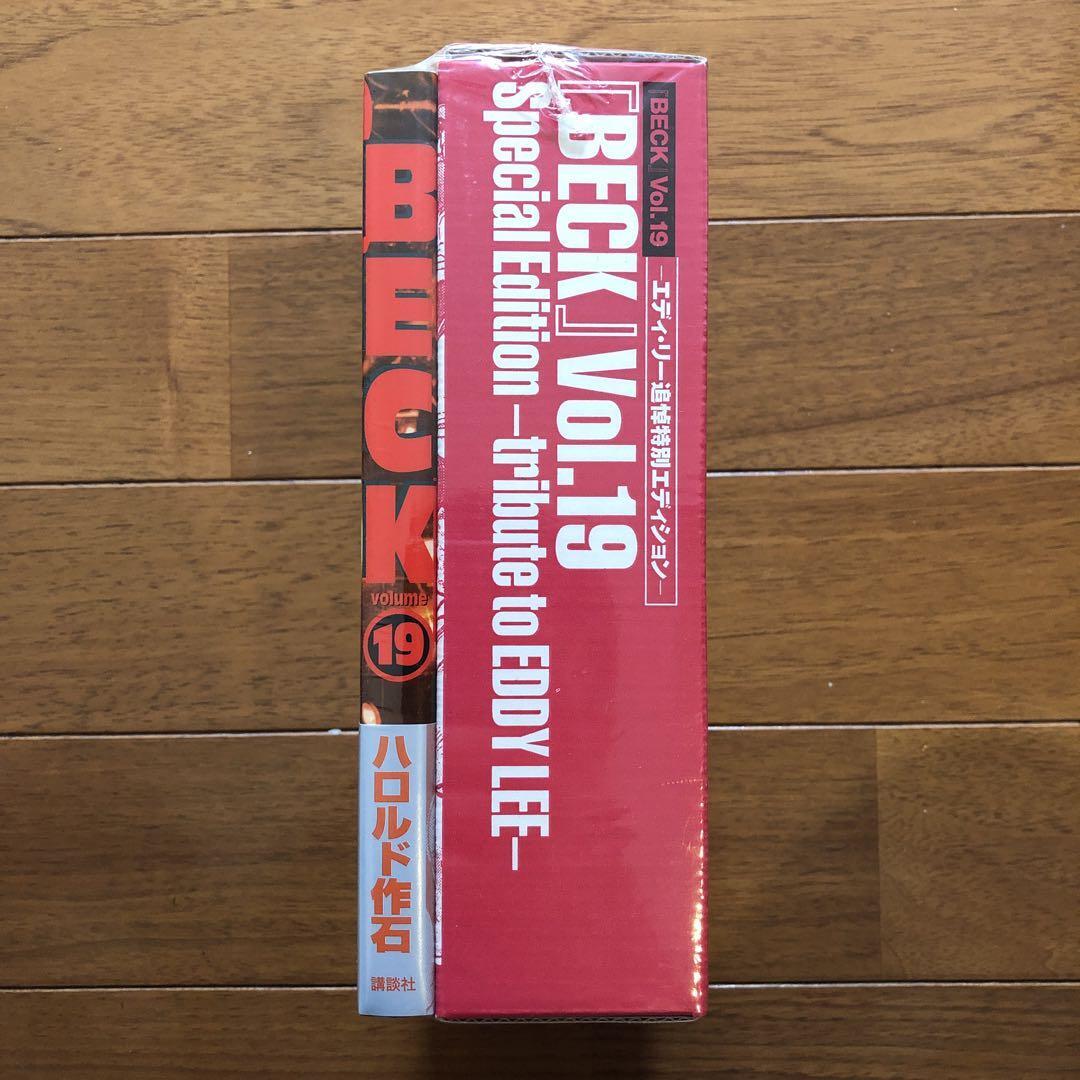 BECK
volume
19
ハロルド作石
講談社
『BECK』Vol.19
-エディ・リー追悼特別エディション-
『BECK』Vol.19
Special Edition -tribute to EDDY LEE-